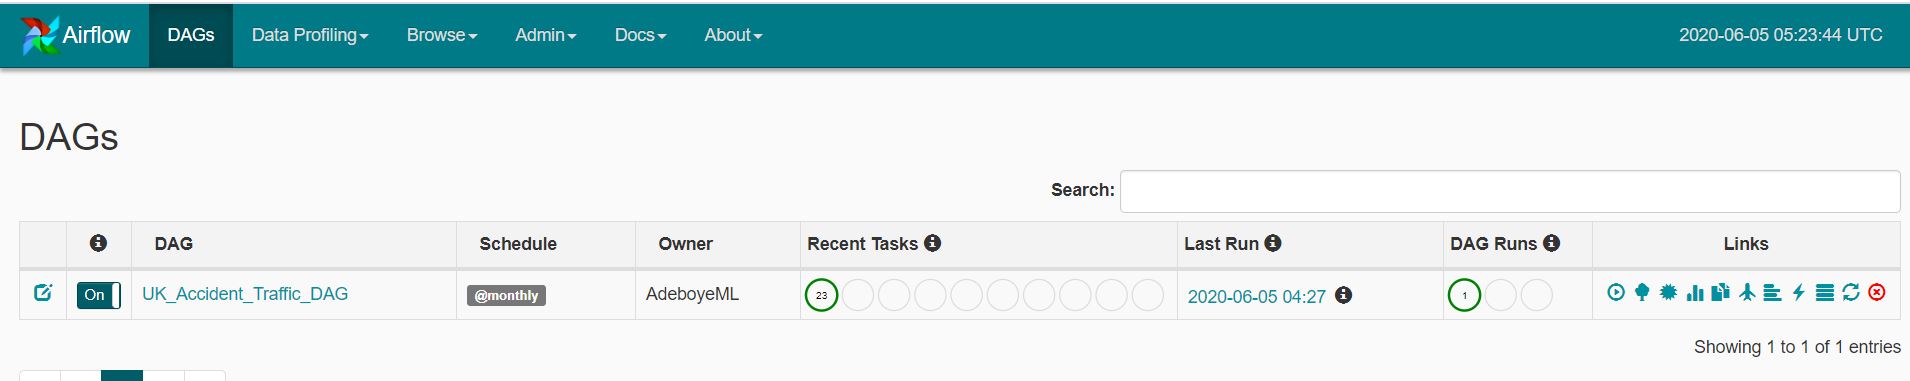 Airflow DAGs Data Profiling Browse Admin Docs About 2020-06-05 05:23:44 UTC
DAGs
Search:
DAG Schedule Owner Recent Tasks Last Run DAG Runs Links
On UK_Accident_Traffic_DAG @monthly AdeboyeML 23 2020-06-05 04:27 1
Showing 1 to 1 of 1 entries